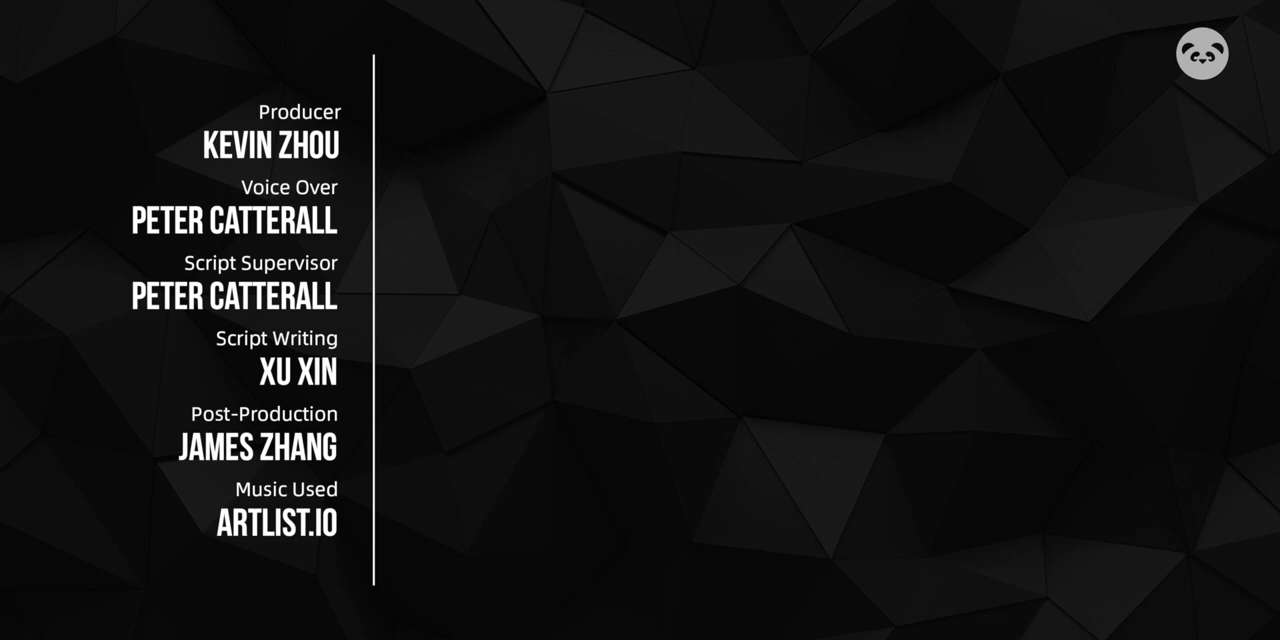 Producer
KEVIN ZHOU
Voice Over
PETER CATTERALL
Script Supervisor
PETER CATTERALL
Script Writing
XU XIN
Post-Production
JAMES ZHANG
Music Used
ARTLIST.IO